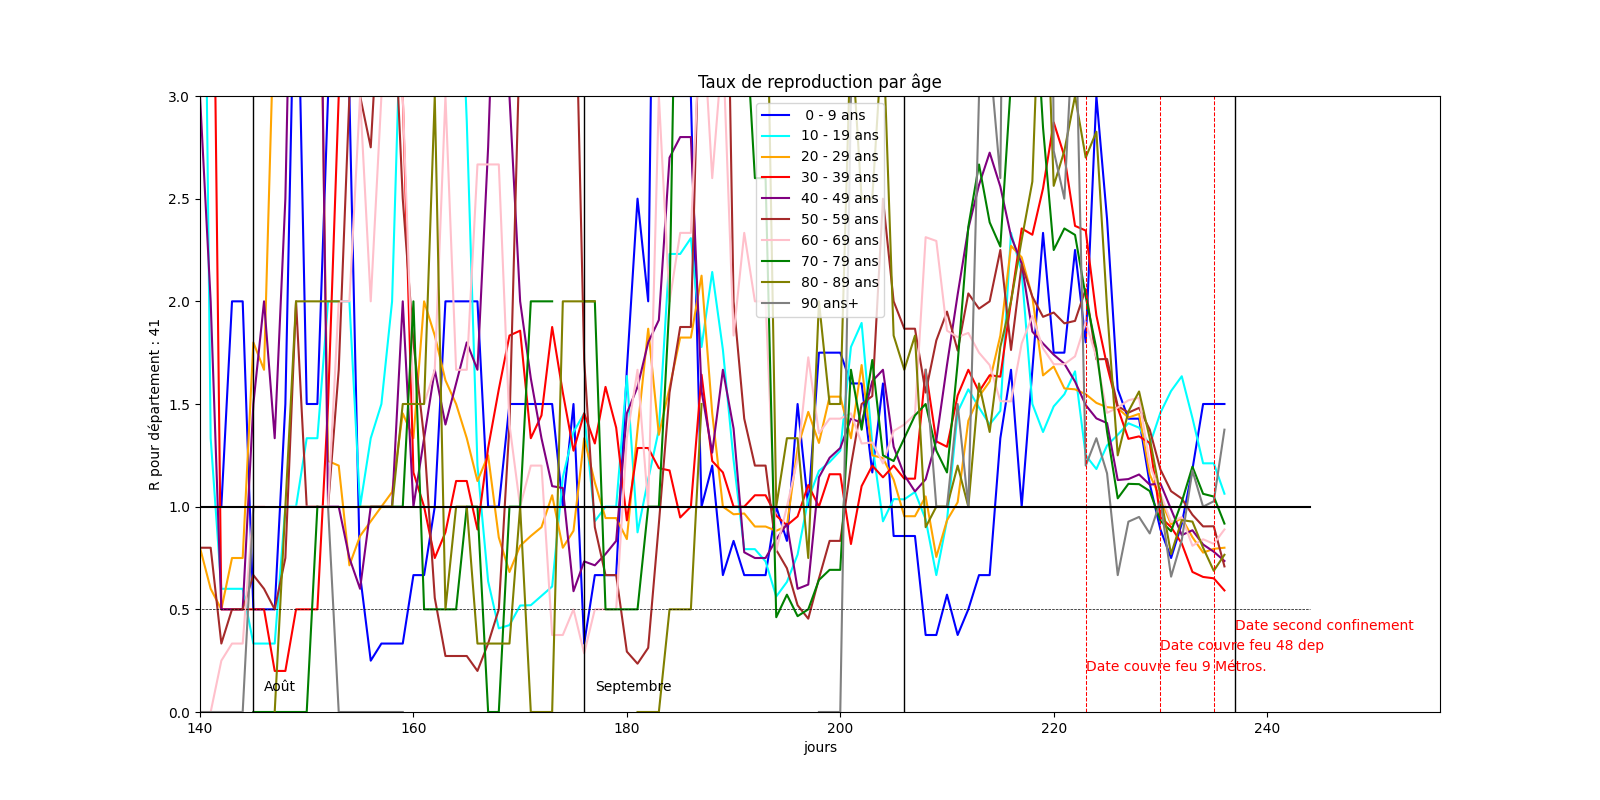 Taux de reproduction par âge
R pour département : 41
3.0
2.5
2.0
1.5
1.0
0.5
0.0
0 - 9 ans
10 - 19 ans
20 - 29 ans
30 - 39 ans
40 - 49 ans
50 - 59 ans
60 - 69 ans
70 - 79 ans
80 - 89 ans
90 ans+
Date second confinement
Date couvre feu 48 dep
Date couvre feu 9 Métros.
Août
Septembre
140
160
180
200
220
240
jours